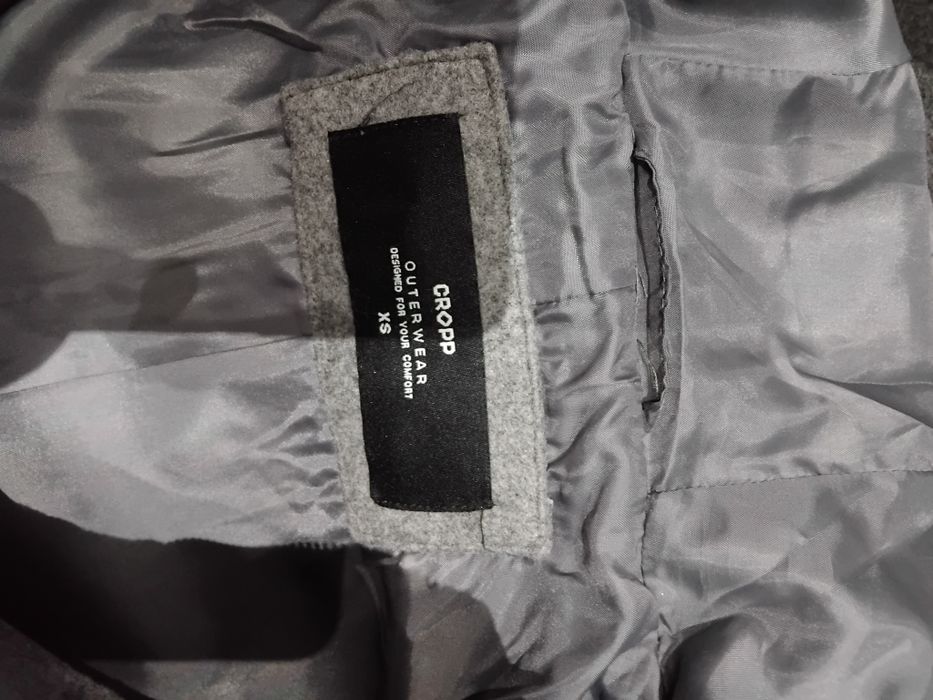 CROPP
OUTERWEAR
DESIGNED FOR YOUR COMFORT
XS